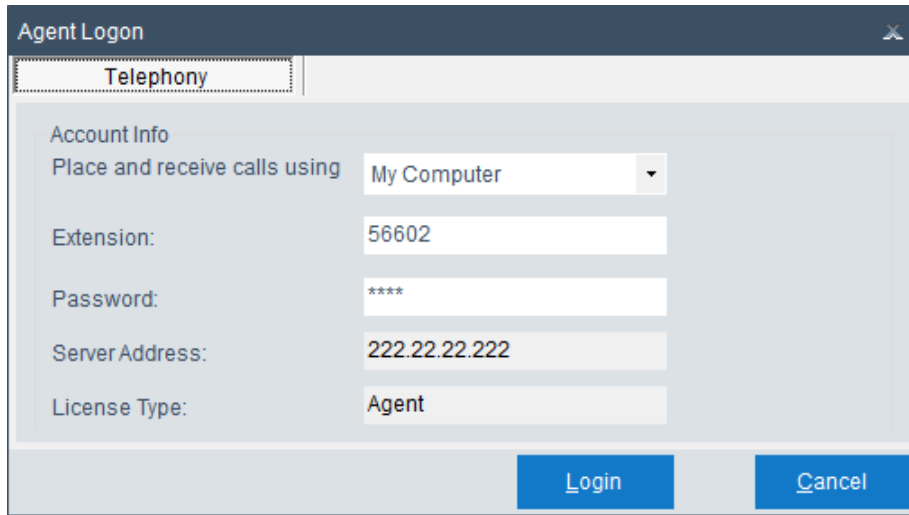 Agent Logon
Telephony
Account Info
Place and receive calls using My Computer
Extension: 56602
Password: ****
Server Address: 222.22.22.222
License Type: Agent
Login Cancel